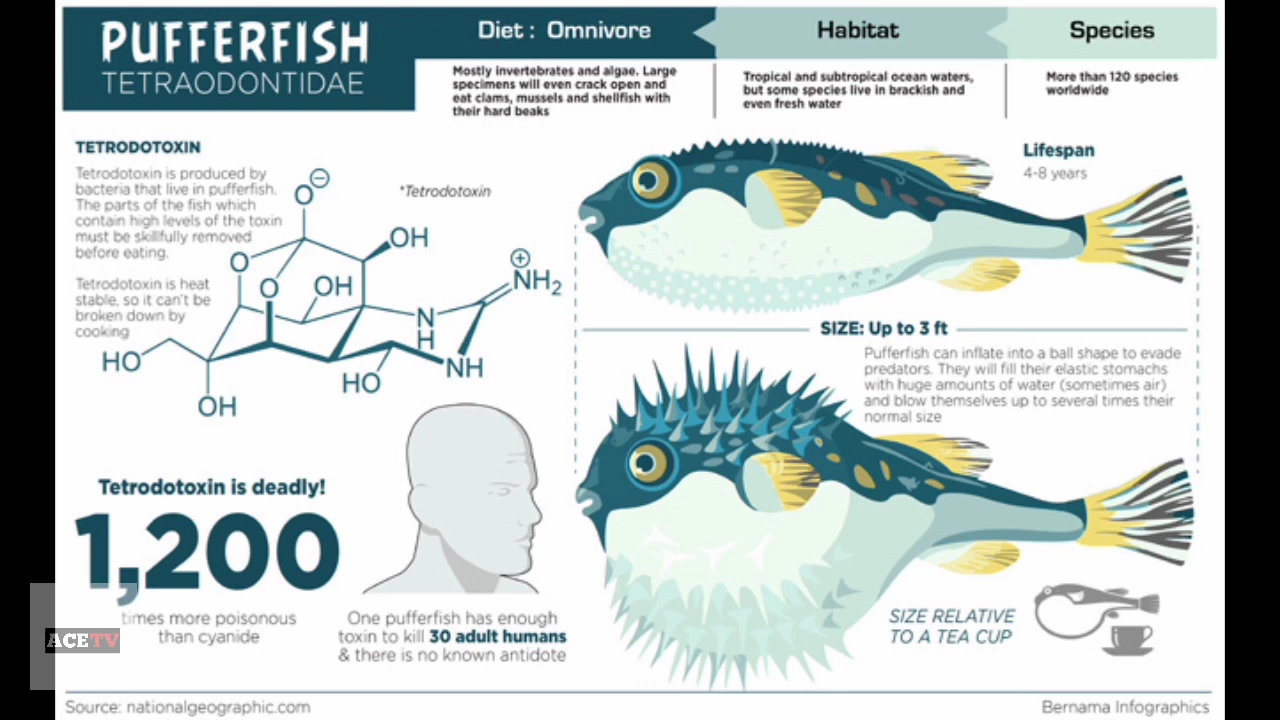 PUFFERFISH
TETRAODONTIDAE
Diet : Omnivore
Mostly invertebrates and algae. Large
specimens will even crack open and
eat clams, mussels and shellfish with
their hard beaks
Habitat
Tropical and subtropical ocean waters,
but some species live in brackish and
even fresh water
Species
More than 120 species
worldwide
TETRODOTOXIN
Tetrodotoxin is produced by
bacteria that live in pufferfish.
The parts of the fish which
contain high levels of the toxin
must be skillfully removed
before eating.
Tetrodotoxin is heat
stable, so it can't be
broken down by
cooking
*Tetrodotoxin
O⊖
OH
O
O
OH
⊕
NH2
N
H
NH
HO
HO
OH
Lifespan
4-8 years
SIZE: Up to 3 ft
Pufferfish can inflate into a ball shape to evade
predators. They will fill their elastic stomachs
with huge amounts of water (sometimes air)
and blow themselves up to several times their
normal size
Tetrodotoxin is deadly!
1,200
times more poisonous
than cyanide
One pufferfish has enough
toxin to kill 30 adult humans
& there is no known antidote
SIZE RELATIVE
TO A TEA CUP
ACETV
Source: nationalgeographic.com
Bernama Infographics